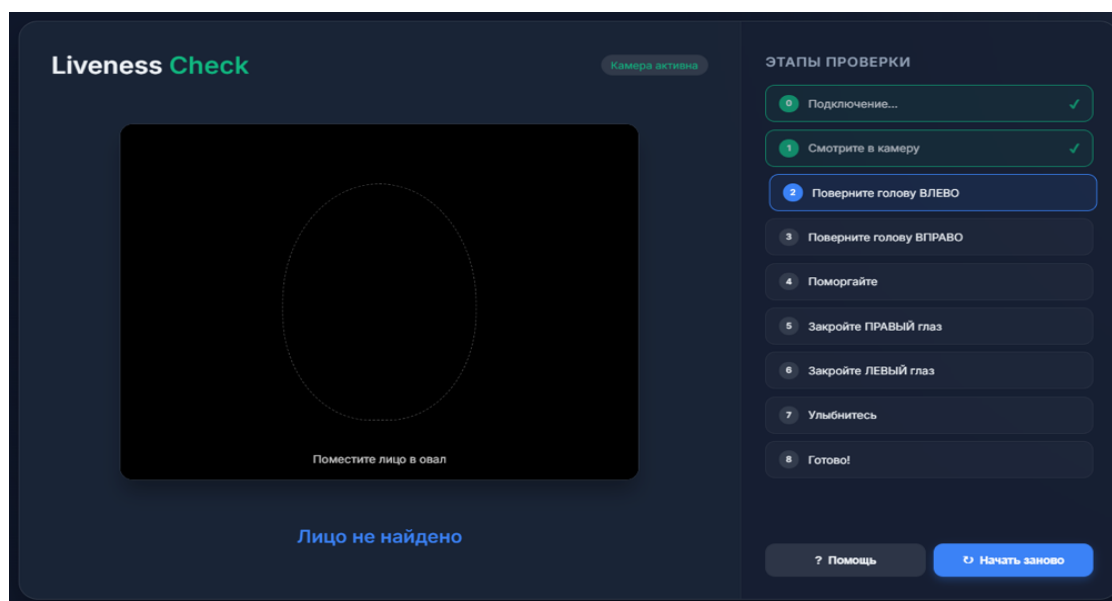 Liveness Check
Камера активна
Поместите лицо в овал
Лицо не найдено
ЭТАПЫ ПРОВЕРКИ
0 Подключение... ✓
1 Смотрите в камеру ✓
2 Поверните голову ВЛЕВО
3 Поверните голову ВПРАВО
4 Поморгайте
5 Закройте ПРАВЫЙ глаз
6 Закройте ЛЕВЫЙ глаз
7 Улыбнитесь
8 Готово!
? Помощь
↻ Начать заново